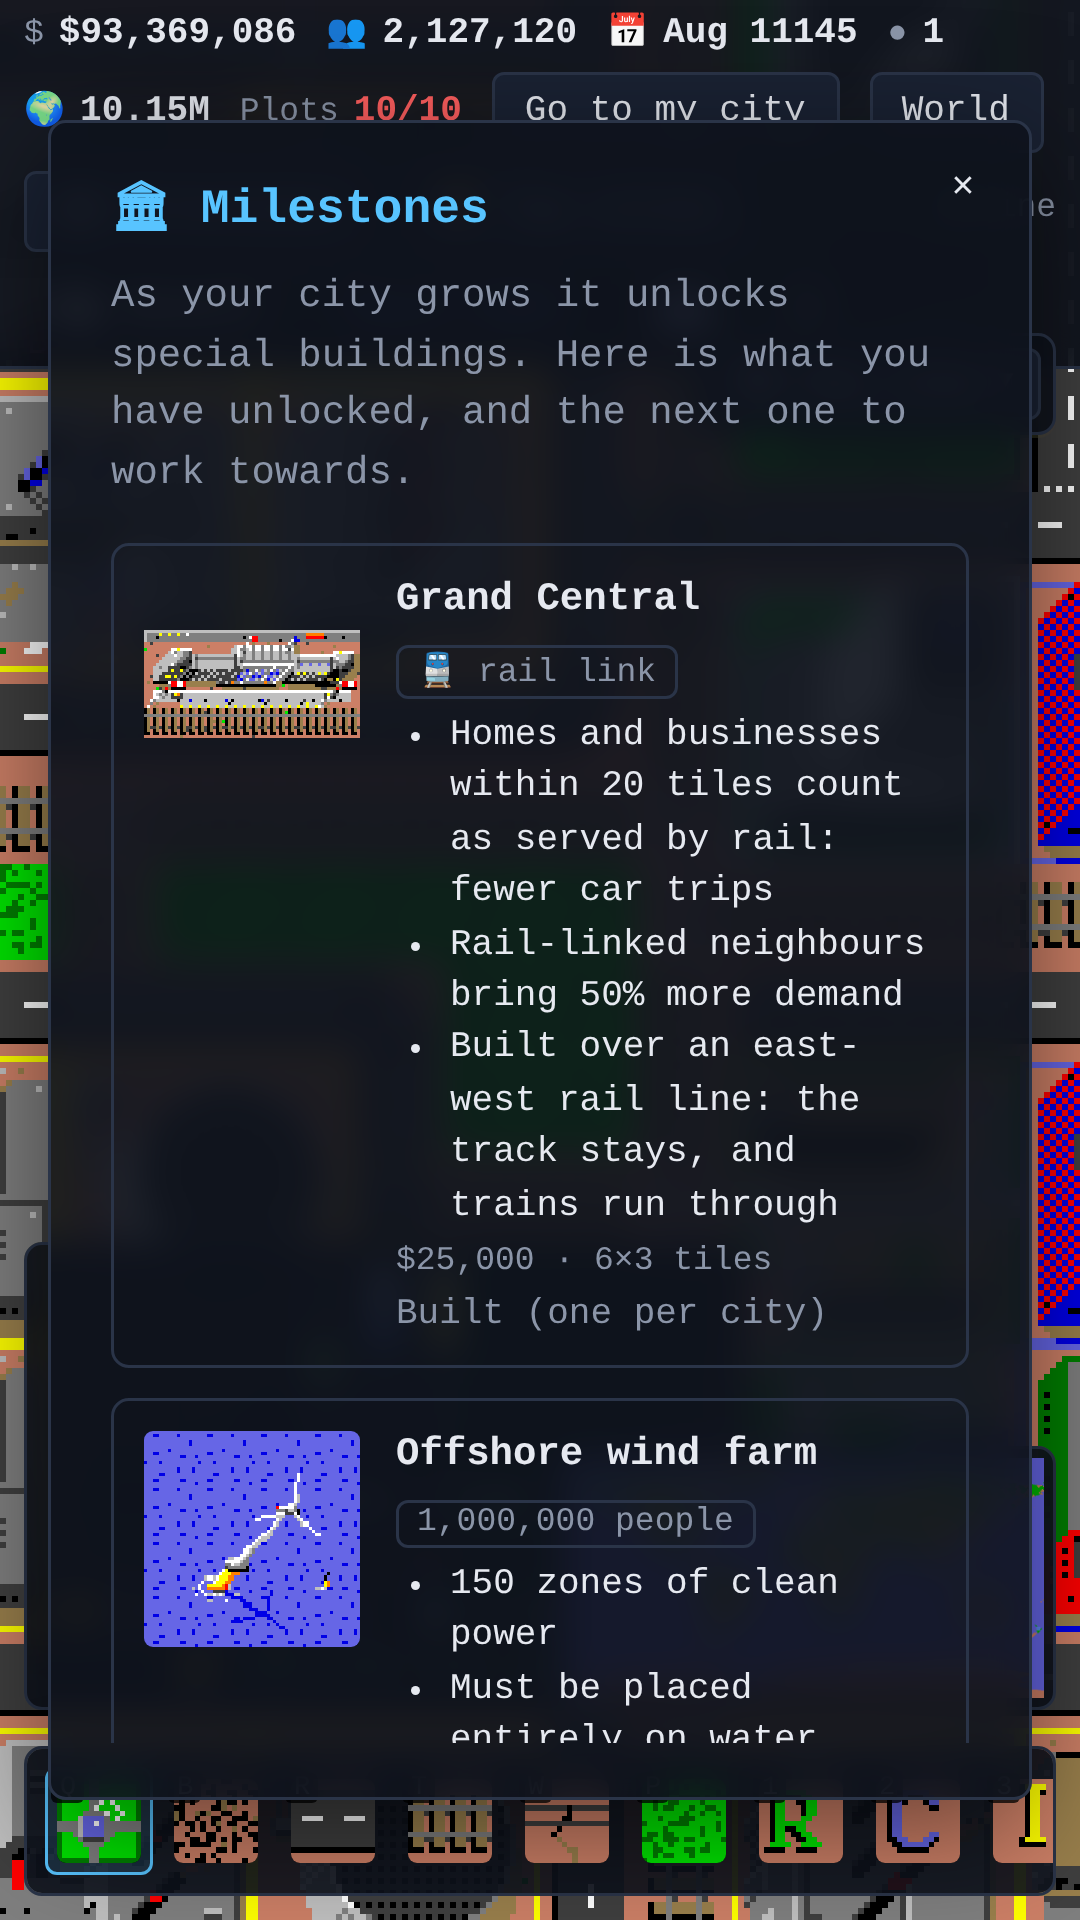 $ $93,369,086 👥 2,127,120 📅 Aug 11145 ● 1
🌍 10.15M Plots 10/10 Go to my city World
🏛 Milestones ×
As your city grows it unlocks
special buildings. Here is what you
have unlocked, and the next one to
work towards.
Grand Central
🚆 rail link
• Homes and businesses
within 20 tiles count
as served by rail:
fewer car trips
• Rail-linked neighbours
bring 50% more demand
• Built over an east-
west rail line: the
track stays, and
trains run through
$25,000 · 6×3 tiles
Built (one per city)
Offshore wind farm
1,000,000 people
• 150 zones of clean
power
• Must be placed
entirely on water
R C I